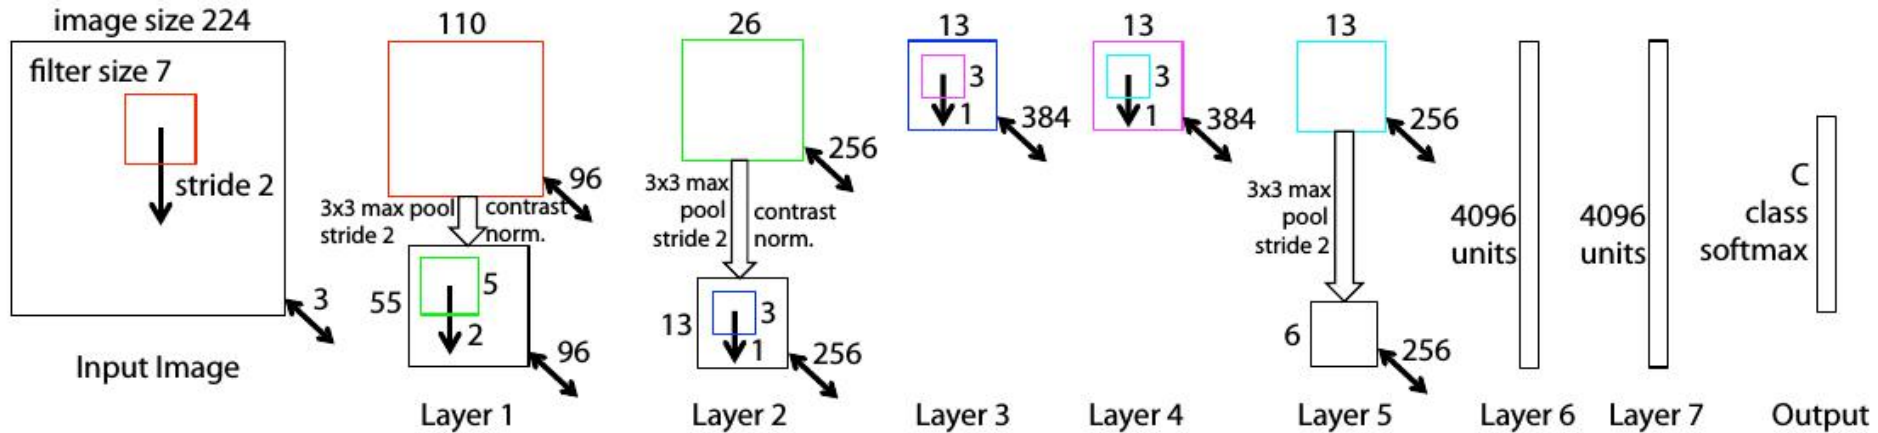 image size 224
filter size 7
stride 2
3
Input Image
110
96
3x3 max pool
stride 2
contrast
norm.
55
5
2
96
Layer 1
26
256
3x3 max
pool
stride 2
contrast
norm.
13
3
1
256
Layer 2
13
3
1
384
Layer 3
13
3
1
384
Layer 4
13
256
3x3 max
pool
stride 2
6
256
Layer 5
4096
units
Layer 6
4096
units
Layer 7
C
class
softmax
Output